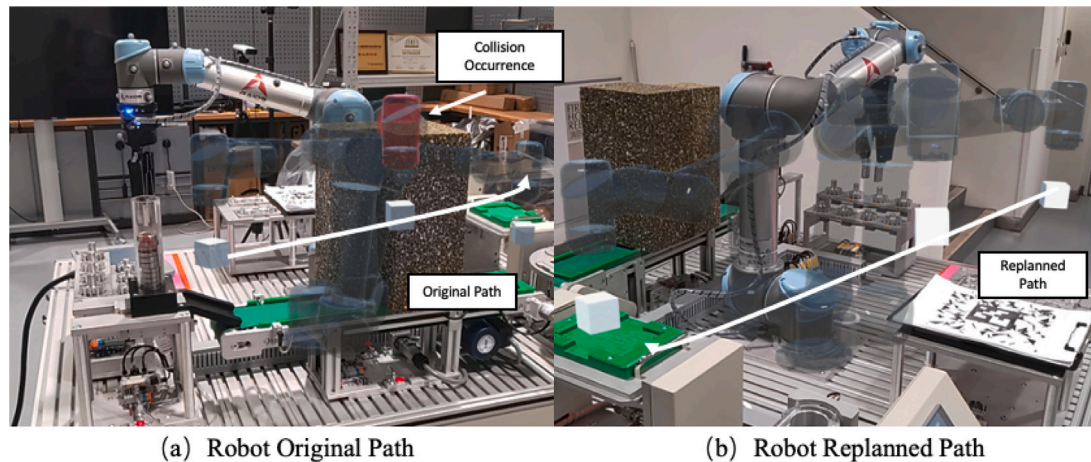 Collision
Occurrence
Original Path
Replanned
Path
(a) Robot Original Path
(b) Robot Replanned Path